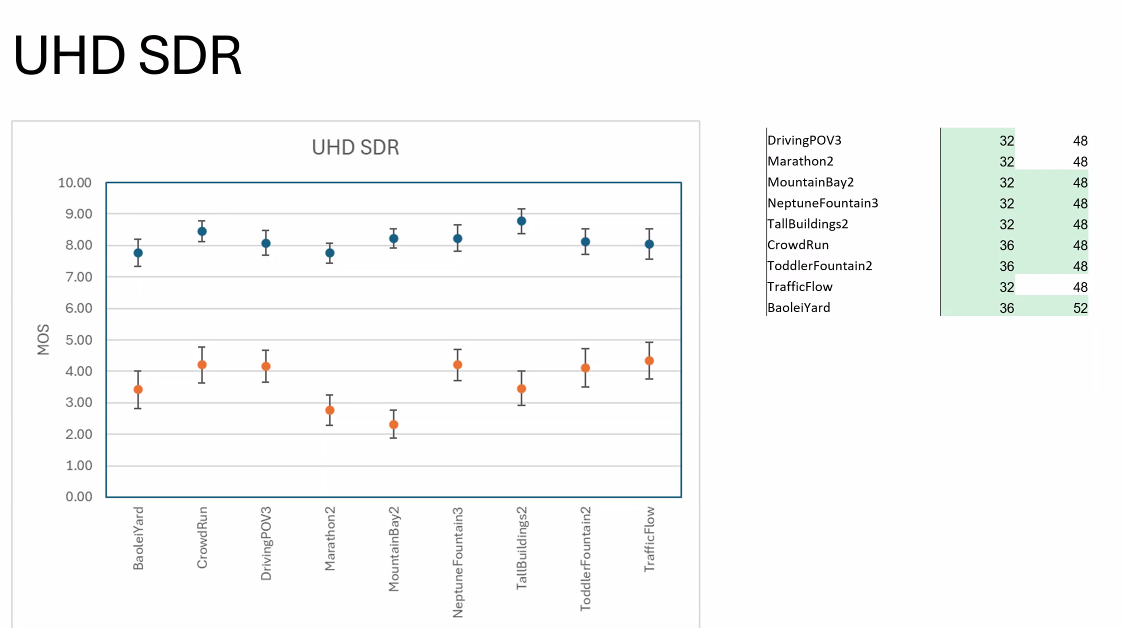 UHD SDR
UHD SDR
10.00
9.00
8.00
7.00
6.00
5.00
4.00
3.00
2.00
1.00
0.00
MOS
BaoleiYard
CrowdRun
DrivingPOV3
Marathon2
MountainBay2
NeptuneFountain3
TallBuildings2
ToddlerFountain2
TrafficFlow
DrivingPOV3 32 48
Marathon2 32 48
MountainBay2 32 48
NeptuneFountain3 32 48
TallBuildings2 32 48
CrowdRun 36 48
ToddlerFountain2 36 48
TrafficFlow 32 48
BaoleiYard 36 52